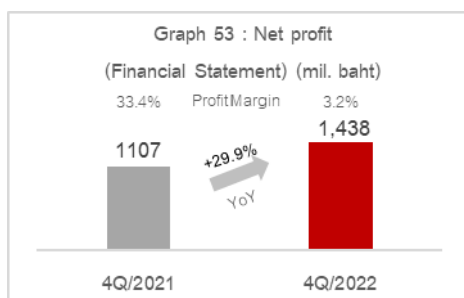 Graph 53 : Net profit
(Financial Statement) (mil. baht)
33.4% ProfitMargin 3.2%
1107 +29.9% 1,438
YoY
4Q/2021 4Q/2022